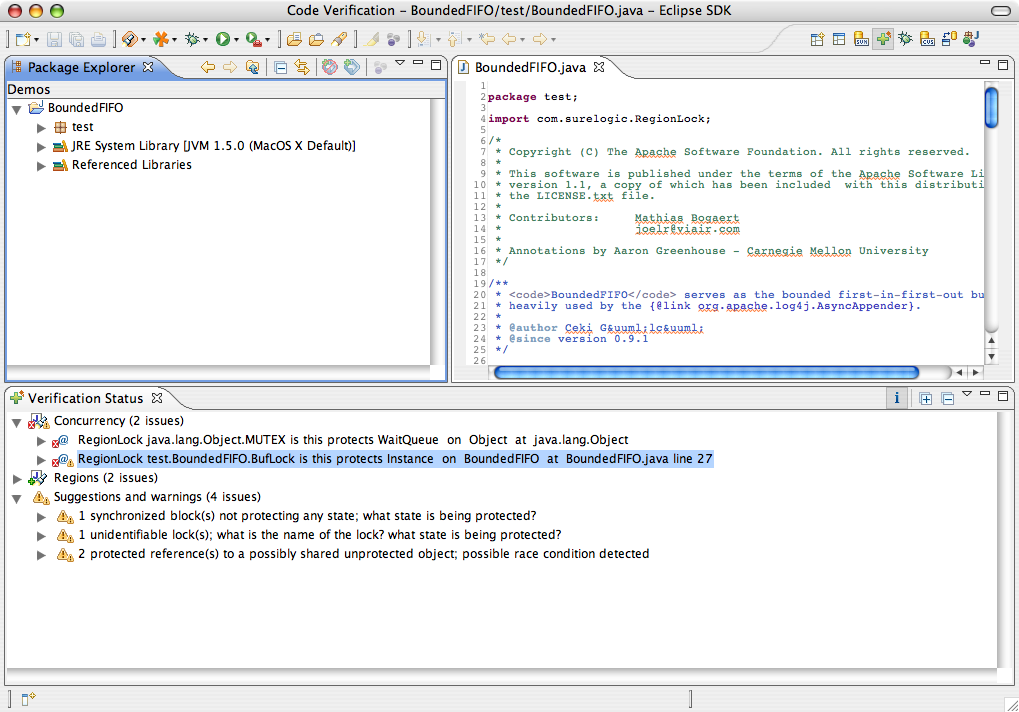 Code Verification – BoundedFIFO/test/BoundedFIFO.java – Eclipse SDK
Package Explorer
Demos
BoundedFIFO
test
JRE System Library [JVM 1.5.0 (MacOS X Default)]
Referenced Libraries
BoundedFIFO.java
1
2 package test;
3
4 import com.surelogic.RegionLock;
5
6 /*
7 * Copyright (C) The Apache Software Foundation. All rights reserved.
8 *
9 * This software is published under the terms of the Apache Software Li
10 * version 1.1, a copy of which has been included  with this distributi
11 * the LICENSE.txt file.
12 *
13 * Contributors:     Mathias Bogaert
14 *                   joelr@viair.com
15 *
16 * Annotations by Aaron Greenhouse - Carnegie Mellon University
17 */
18
19 /**
20 * <code>BoundedFIFO</code> serves as the bounded first-in-first-out bu
21 * heavily used by the {@link org.apache.log4j.AsyncAppender}.
22 *
23 * @author Ceki G&uuml;lc&uuml;
24 * @since version 0.9.1
25 */
26
Verification Status
i
Concurrency (2 issues)
RegionLock java.lang.Object.MUTEX is this protects WaitQueue on Object at java.lang.Object
RegionLock test.BoundedFIFO.BufLock is this protects Instance on BoundedFIFO at BoundedFIFO.java line 27
Regions (2 issues)
Suggestions and warnings (4 issues)
1 synchronized block(s) not protecting any state; what state is being protected?
1 unidentifiable lock(s); what is the name of the lock? what state is being protected?
2 protected reference(s) to a possibly shared unprotected object; possible race condition detected